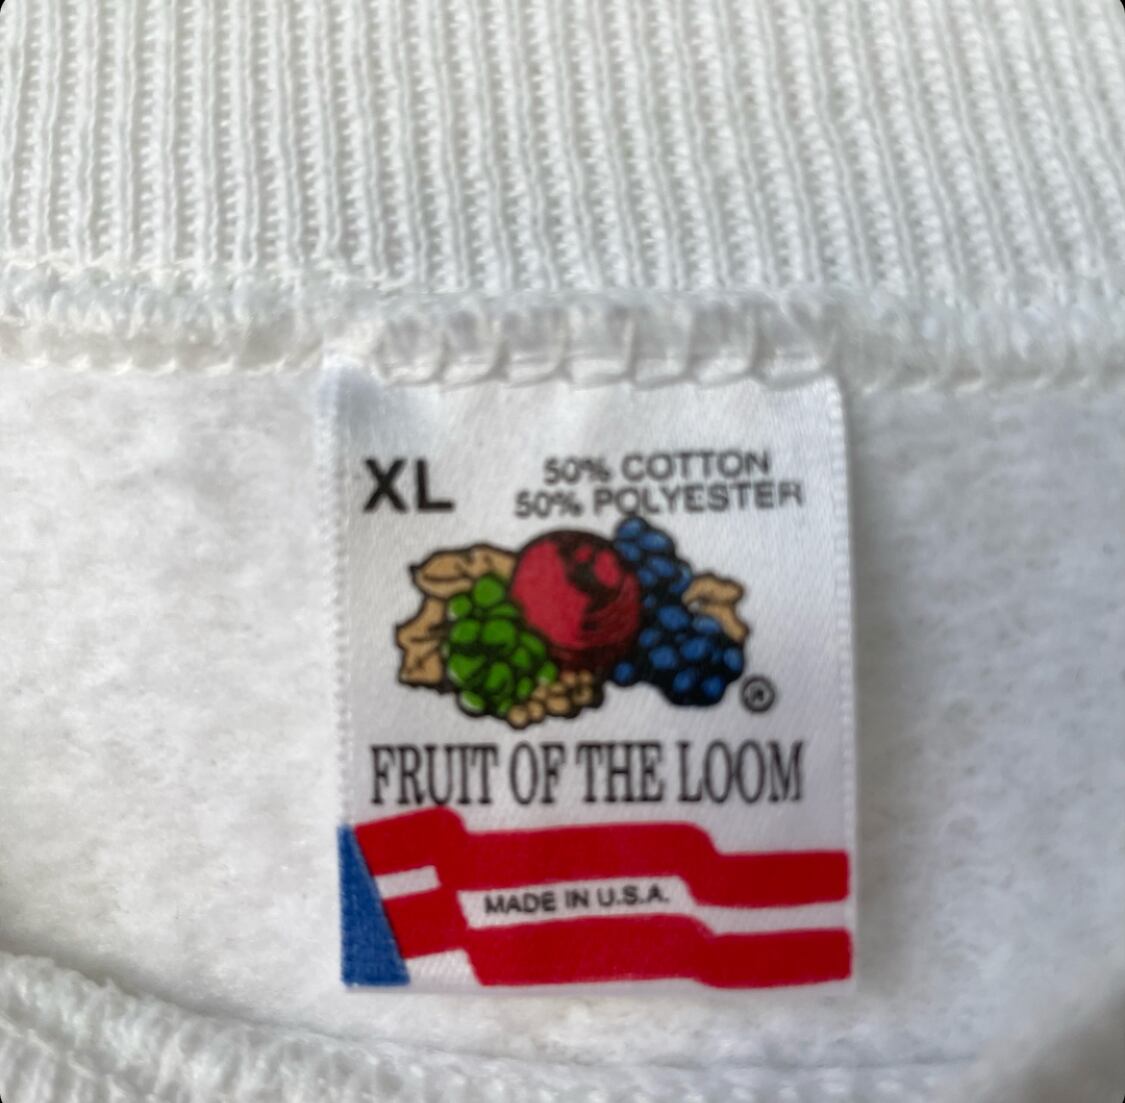 XL
50% COTTON
50% POLYESTER
®
FRUIT OF THE LOOM
MADE IN U.S.A.